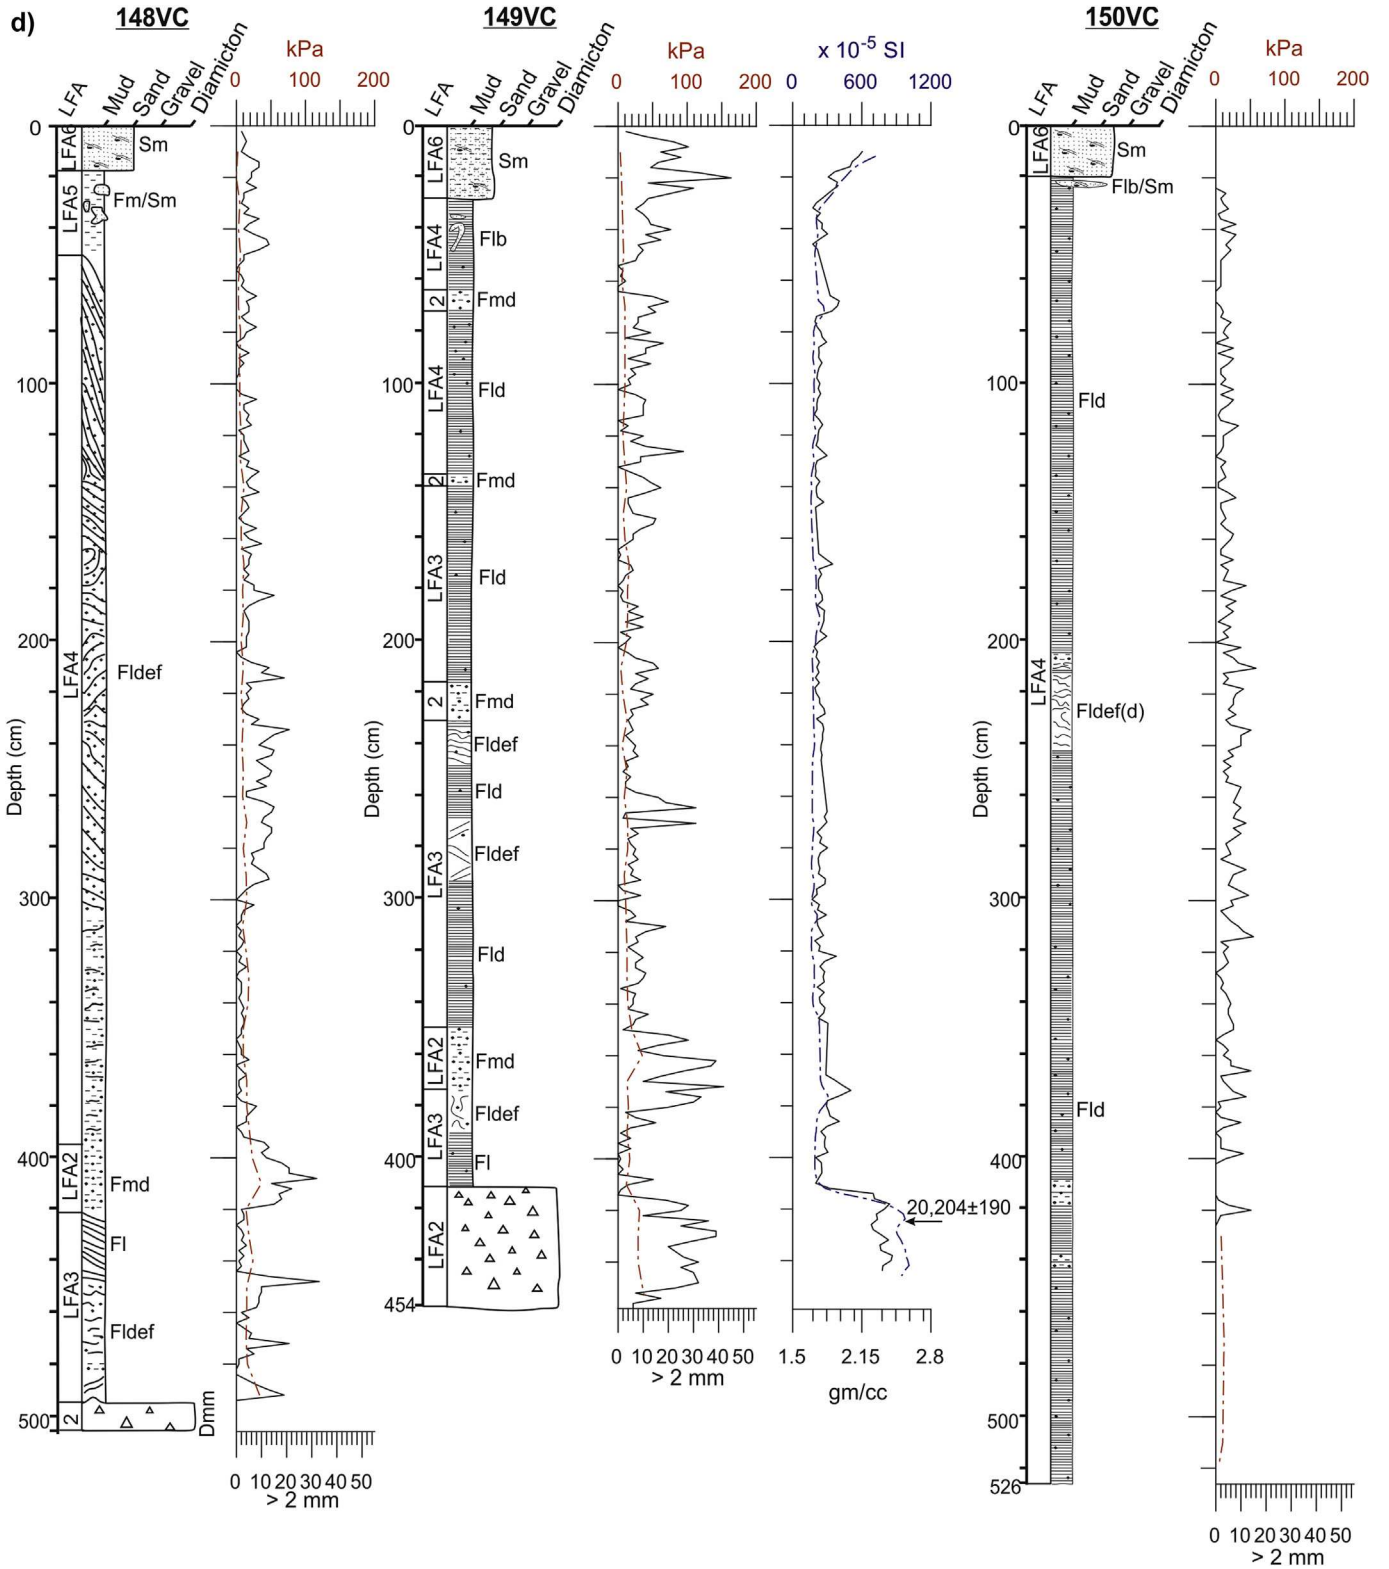 d)
148VC
LFA
Mud
Sand
Gravel
Diamicton
kPa
0 100 200
0
100
200
300
400
500
Depth (cm)
LFA6
LFA5
LFA4
LFA2
LFA3
2
Sm
Fm/Sm
Fldef
Fmd
Fl
Fldef
Dmm
0 10 20 30 40 50
> 2 mm
149VC
LFA
Mud
Sand
Gravel
Diamicton
kPa
0 100 200
x 10-5 SI
0 600 1200
0
100
200
300
400
454
Depth (cm)
LFA6
LFA4
2
LFA4
2
LFA3
2
LFA3
LFA2
LFA3
LFA2
Sm
Flb
Fmd
Fld
Fmd
Fld
Fmd
Fldef
Fld
Fldef
Fld
Fmd
Fldef
Fl
20,204±190
0 10 20 30 40 50
> 2 mm
1.5 2.15 2.8
gm/cc
150VC
LFA
Mud
Sand
Gravel
Diamicton
kPa
0 100 200
0
100
200
300
400
500
526
Depth (cm)
LFA6
LFA4
Sm
Flb/Sm
Fld
Fldef(d)
Fld
0 10 20 30 40 50
> 2 mm